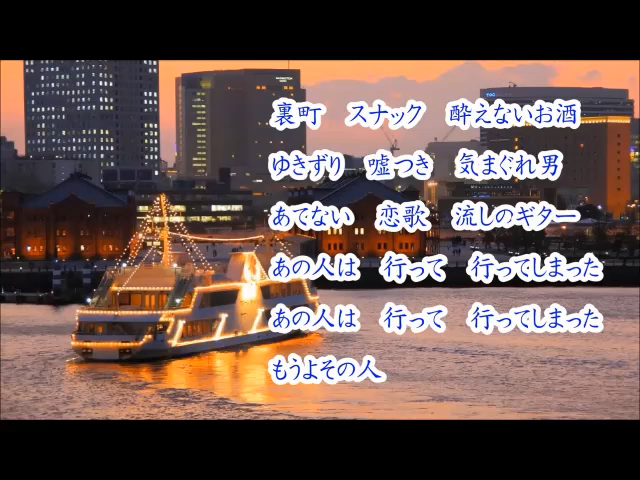 裏町　スナック　酔えないお酒
ゆきずり　嘘つき　気まぐれ男
あてない　恋歌　流しのギター
あの人は　行って　行ってしまった
あの人は　行って　行ってしまった
もうよその人